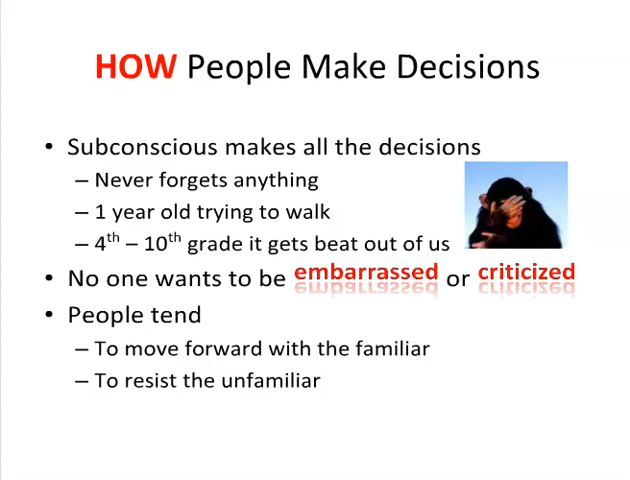 HOW People Make Decisions
• Subconscious makes all the decisions
– Never forgets anything
– 1 year old trying to walk
– 4th – 10th grade it gets beat out of us
• No one wants to be embarrassed or criticized
• People tend
– To move forward with the familiar
– To resist the unfamiliar